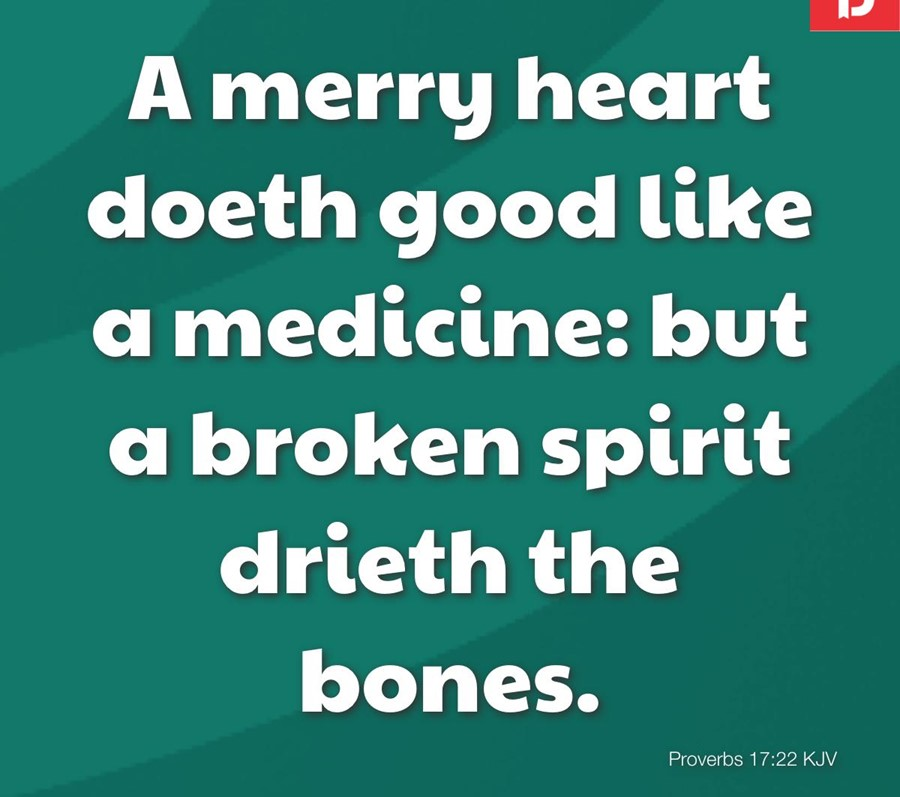 A merry heart
doeth good like
a medicine: but
a broken spirit
drieth the
bones.
Proverbs 17:22 KJV